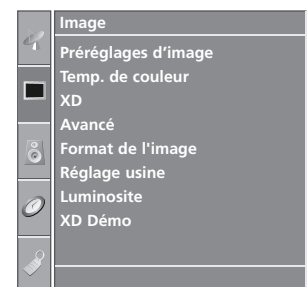 Image
Préréglages d’image
Temp. de couleur
XD
Avancé
Format de l'image
Réglage usine
Luminosite
XD Démo